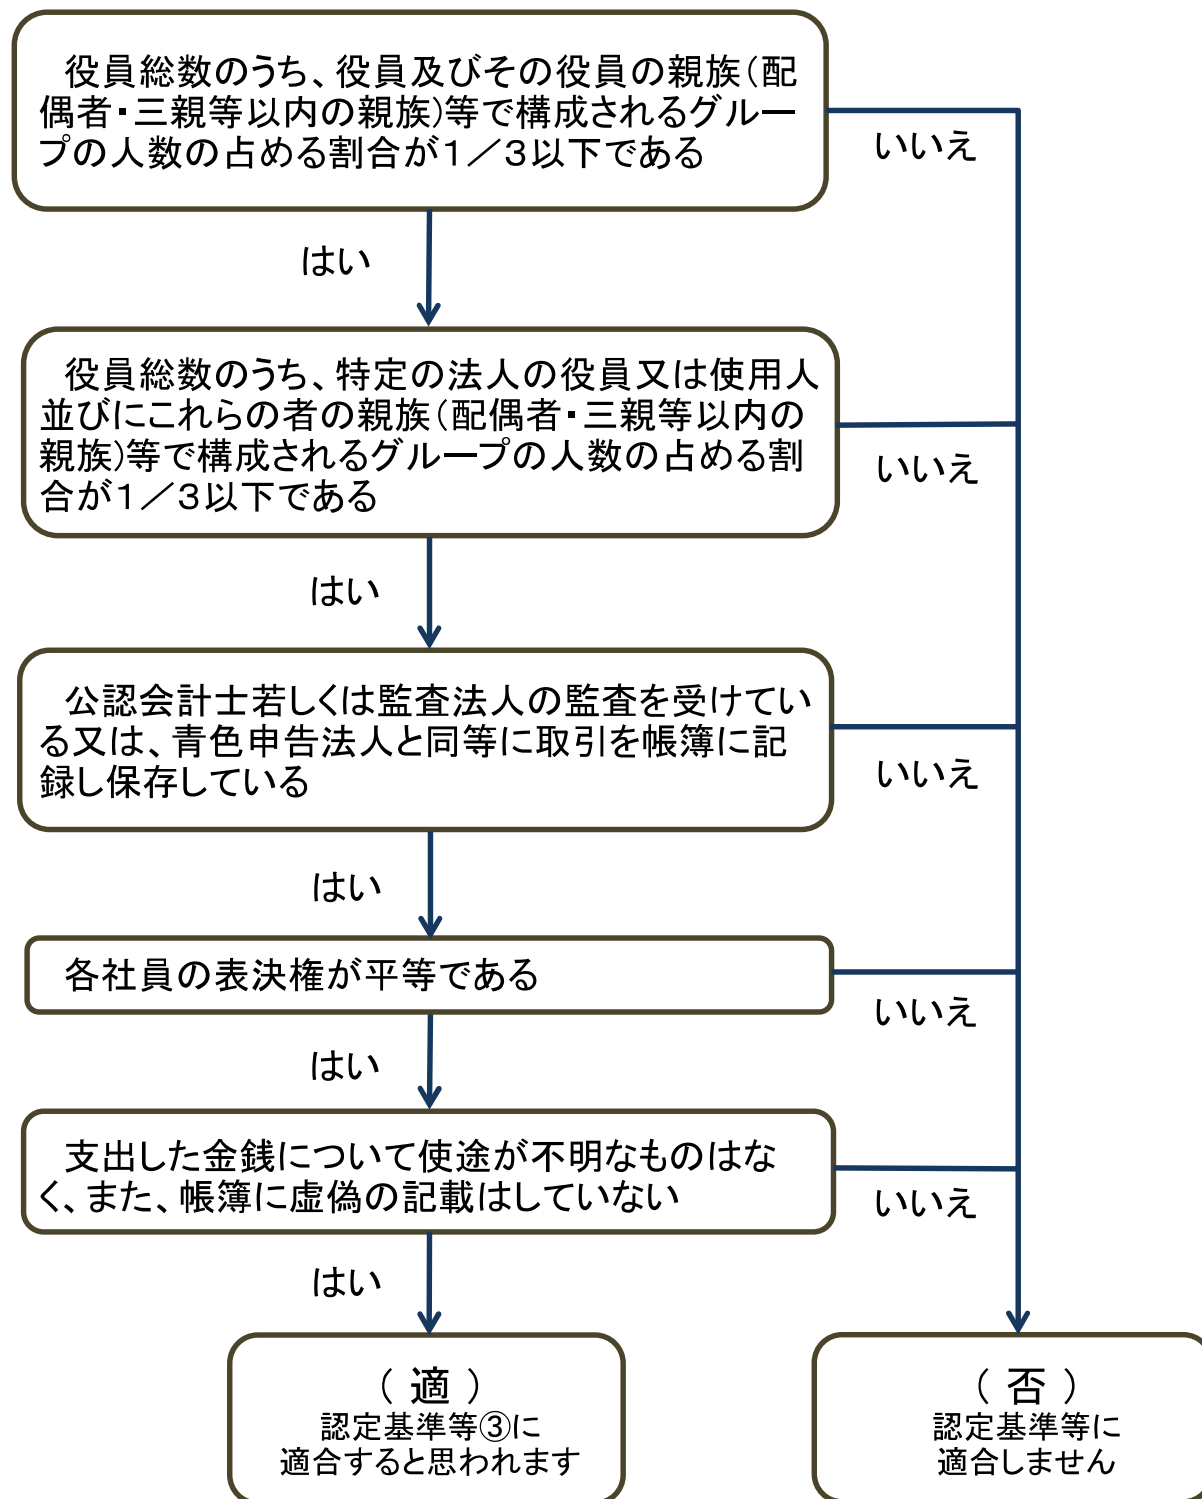 役員総数のうち、役員及びその役員の親族(配
偶者・三親等以内の親族)等で構成されるグルー
プの人数の占める割合が1／3以下である
いいえ
はい
役員総数のうち、特定の法人の役員又は使用人
並びにこれらの者の親族(配偶者・三親等以内の
親族)等で構成されるグループの人数の占める割
合が1／3以下である
いいえ
はい
公認会計士若しくは監査法人の監査を受けてい
る又は、青色申告法人と同等に取引を帳簿に記
録し保存している
いいえ
はい
各社員の表決権が平等である
いいえ
はい
支出した金銭について使途が不明なものはな
く、また、帳簿に虚偽の記載はしていない
いいえ
はい
( 適 )
認定基準等③に
適合すると思われます
( 否 )
認定基準等に
適合しません